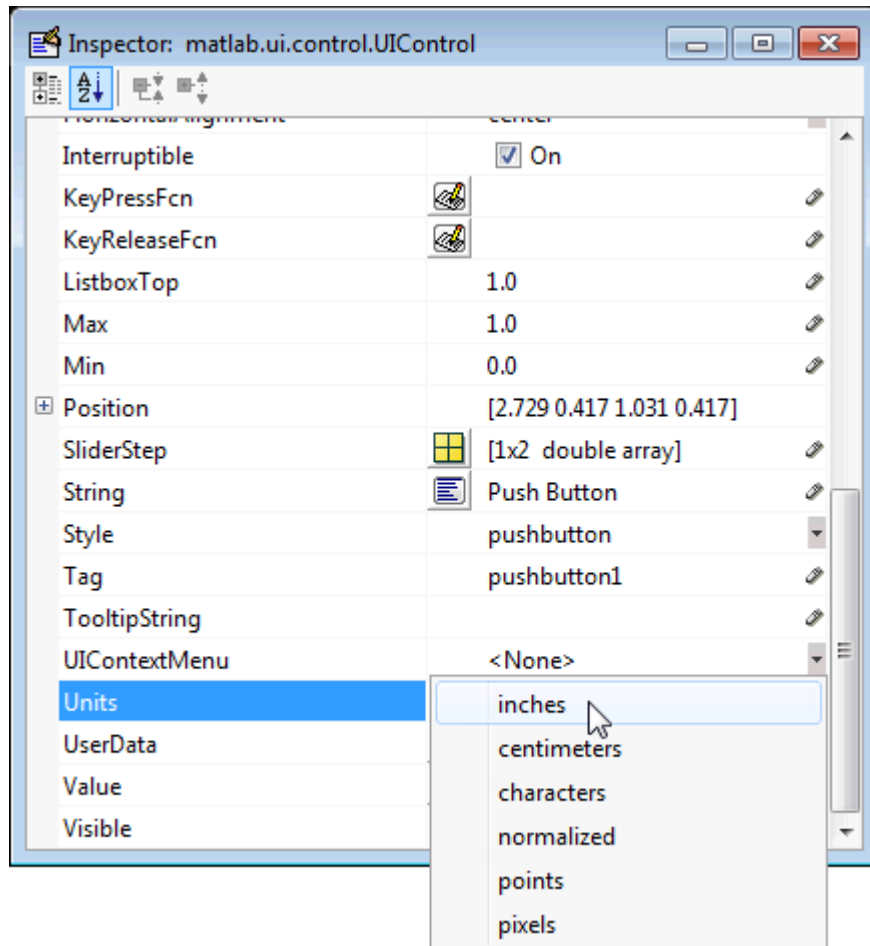 Inspector: matlab.ui.control.UIControl
HorizontalAlignment center
Interruptible On
KeyPressFcn
KeyReleaseFcn
ListboxTop 1.0
Max 1.0
Min 0.0
Position [2.729 0.417 1.031 0.417]
SliderStep [1x2 double array]
String Push Button
Style pushbutton
Tag pushbutton1
TooltipString
UIContextMenu <None>
Units inches
UserData centimeters
Value characters
Visible normalized
points
pixels